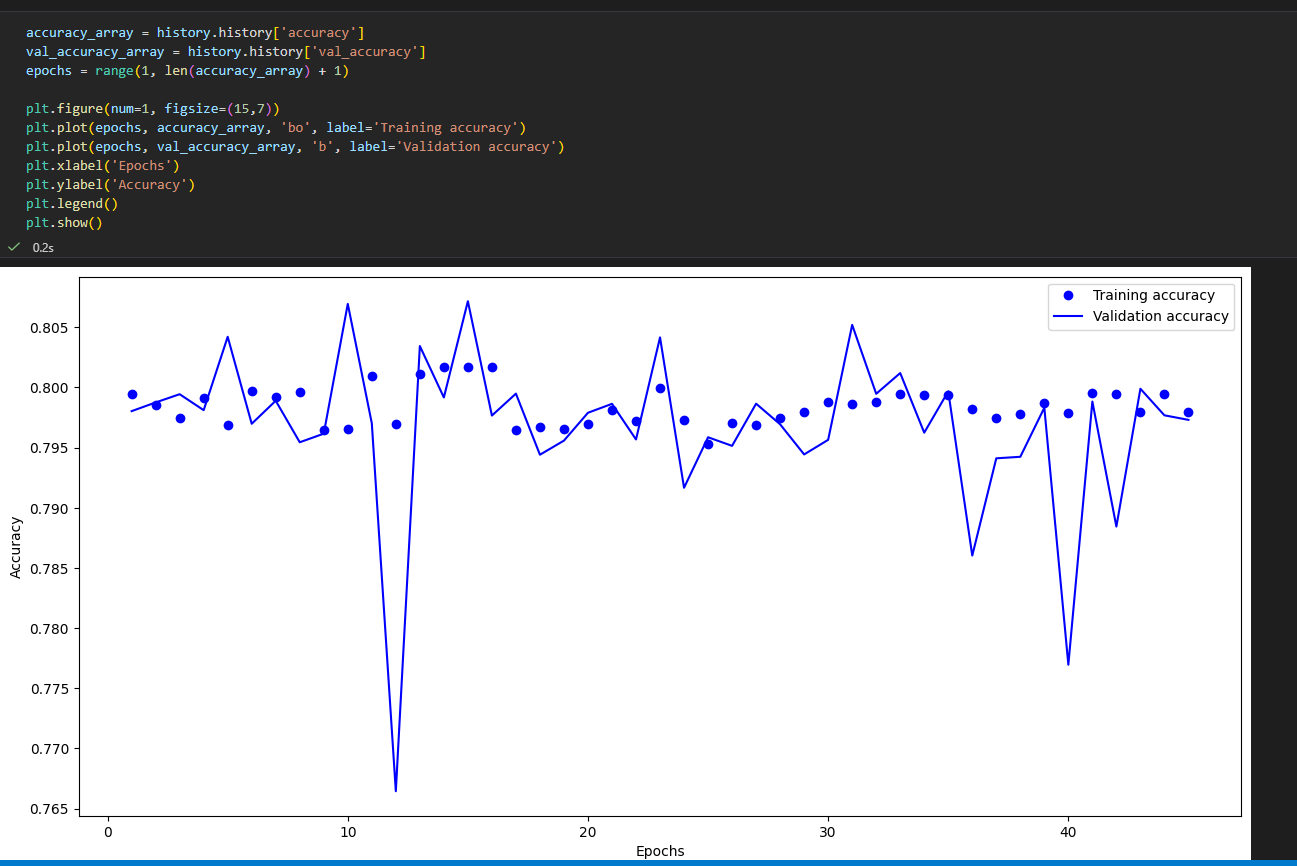 accuracy_array = history.history['accuracy']
val_accuracy_array = history.history['val_accuracy']
epochs = range(1, len(accuracy_array) + 1)
plt.figure(num=1, figsize=(15,7))
plt.plot(epochs, accuracy_array, 'bo', label='Training accuracy')
plt.plot(epochs, val_accuracy_array, 'b', label='Validation accuracy')
plt.xlabel('Epochs')
plt.ylabel('Accuracy')
plt.legend()
plt.show()
0.2s
Training accuracy
Validation accuracy
0.805
0.800
0.795
0.790
0.785
0.780
0.775
0.770
0.765
Accuracy
0 10 20 30 40
Epochs